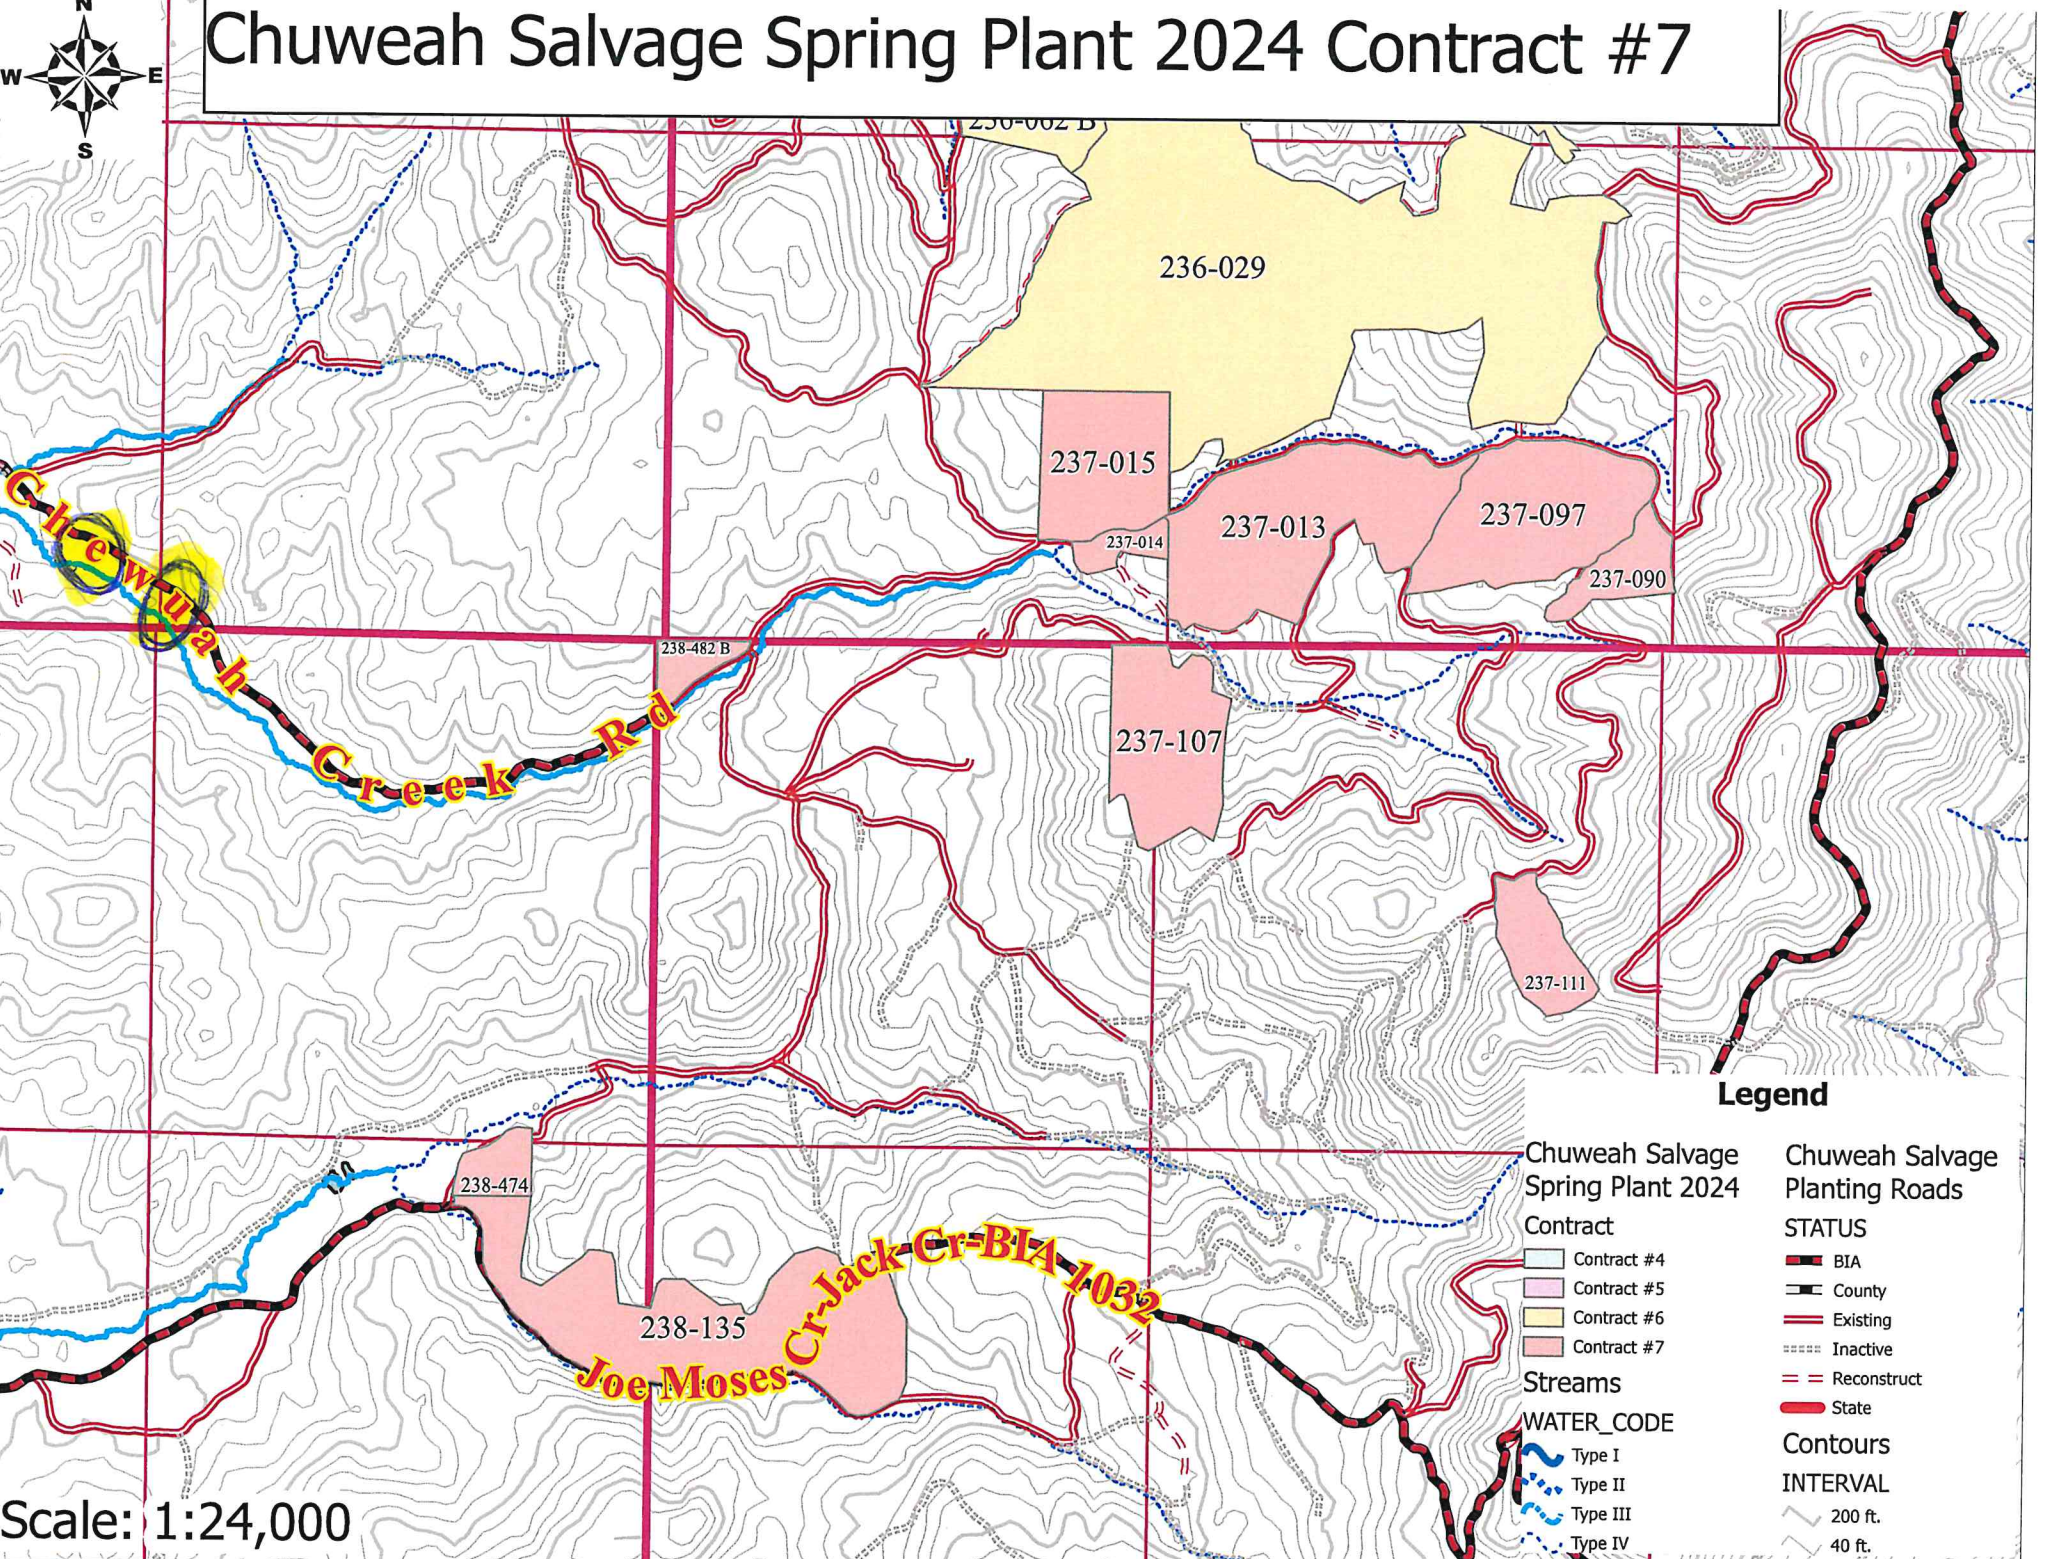 N
W E
S
Chuweah Salvage Spring Plant 2024 Contract #7
236-062 B
236-029
237-015
237-014
237-013
237-097
237-090
Chewuah Creek Rd
238-482 B
237-107
237-111
238-474
238-135
Joe Moses Cr-Jack Cr-BIA 1032
Legend
Chuweah Salvage
Spring Plant 2024
Contract
Contract #4
Contract #5
Contract #6
Contract #7
Streams
WATER_CODE
Type I
Type II
Type III
Type IV
Chuweah Salvage
Planting Roads
STATUS
BIA
County
Existing
Inactive
Reconstruct
State
Contours
INTERVAL
200 ft.
40 ft.
Scale: 1:24,000